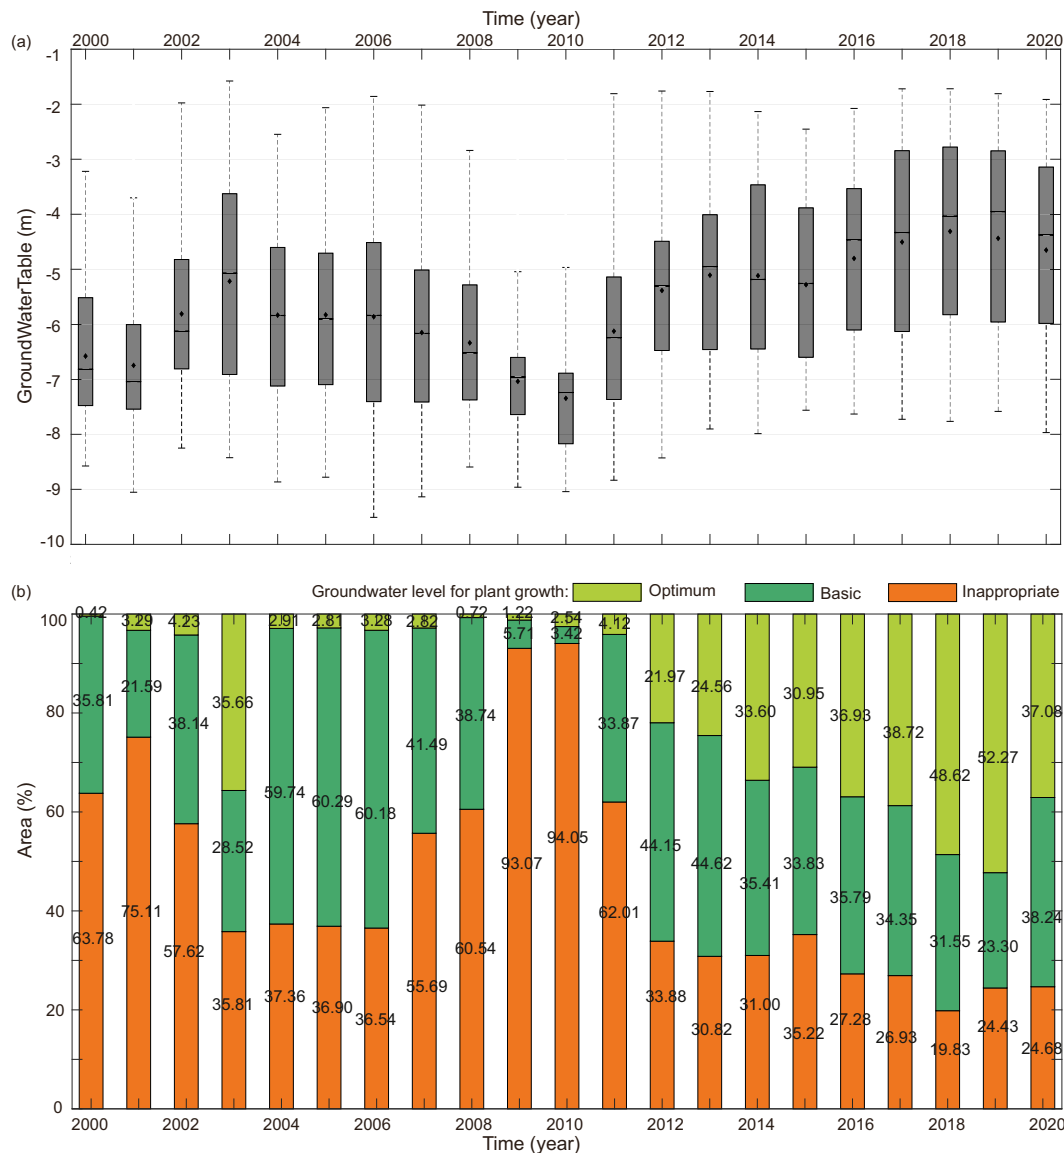 Time (year)
(a)
2000 2002 2004 2006 2008 2010 2012 2014 2016 2018 2020
-1
-2
-3
-4
-5
-6
-7
-8
-9
-10
GroundWaterTable (m)
(b)
Groundwater level for plant growth: Optimum Basic Inappropriate
100
80
60
40
20
0
Area (%)
0.42 3.29 4.23 35.66 2.91 2.81 3.28 2.82 0.72 1.22 2.54 4.12 21.97 24.56 33.60 30.95 36.93 38.72 48.62 52.27 37.08
35.81 21.59 38.14 28.52 59.74 60.29 60.18 41.49 38.74 5.71 3.42 33.87 44.15 44.62 35.41 33.83 35.79 34.35 31.55 23.30 38.24
63.78 75.11 57.62 35.81 37.36 36.90 36.54 55.69 60.54 93.07 94.05 62.01 33.88 30.82 31.00 35.22 27.28 26.93 19.83 24.43 24.68
2000 2002 2004 2006 2008 2010 2012 2014 2016 2018 2020
Time (year)